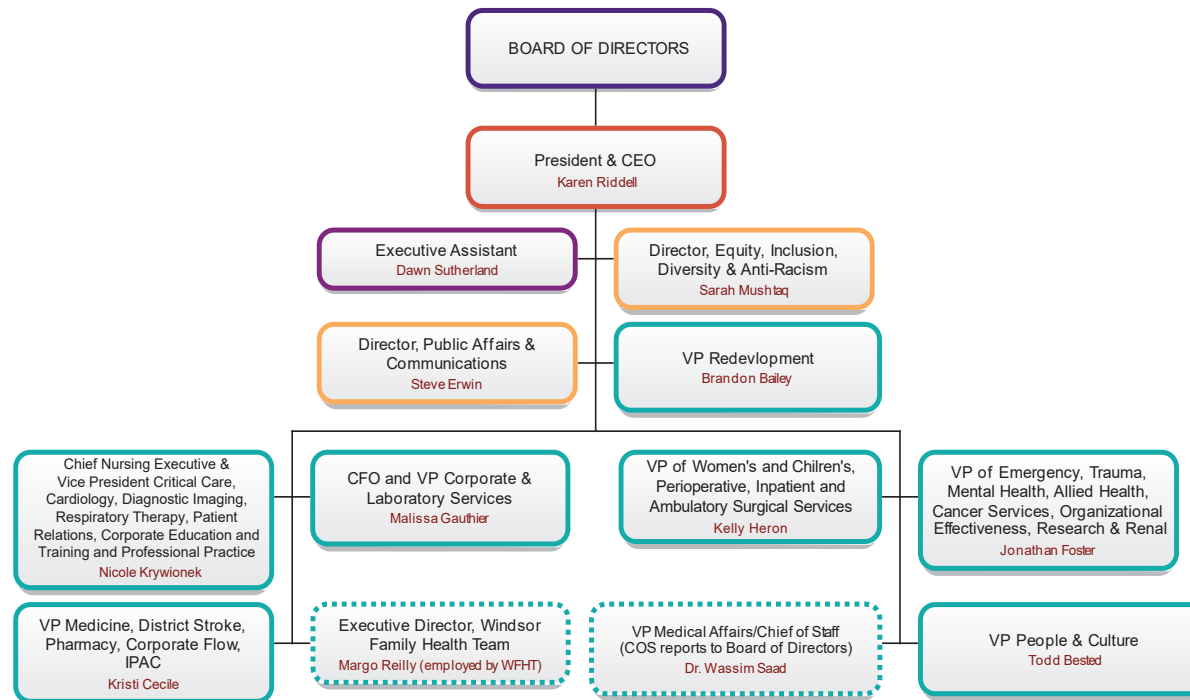 BOARD OF DIRECTORS
President & CEO
Karen Riddell
Executive Assistant
Dawn Sutherland
Director, Equity, Inclusion,
Diversity & Anti-Racism
Sarah Mushtaq
Director, Public Affairs &
Communications
Steve Erwin
VP Redevlopment
Brandon Bailey
Chief Nursing Executive &
Vice President Critical Care,
Cardiology, Diagnostic Imaging,
Respiratory Therapy, Patient
Relations, Corporate Education and
Training and Professional Practice
Nicole Krywionek
CFO and VP Corporate &
Laboratory Services
Malissa Gauthier
VP of Women's and Chilren's,
Perioperative, Inpatient and
Ambulatory Surgical Services
Kelly Heron
VP of Emergency, Trauma,
Mental Health, Allied Health,
Cancer Services, Organizational
Effectiveness, Research & Renal
Jonathan Foster
VP Medicine, District Stroke,
Pharmacy, Corporate Flow,
IPAC
Kristi Cecile
Executive Director, Windsor
Family Health Team
Margo Reilly (employed by WFHT)
VP Medical Affairs/Chief of Staff
(COS reports to Board of Directors)
Dr. Wassim Saad
VP People & Culture
Todd Bested